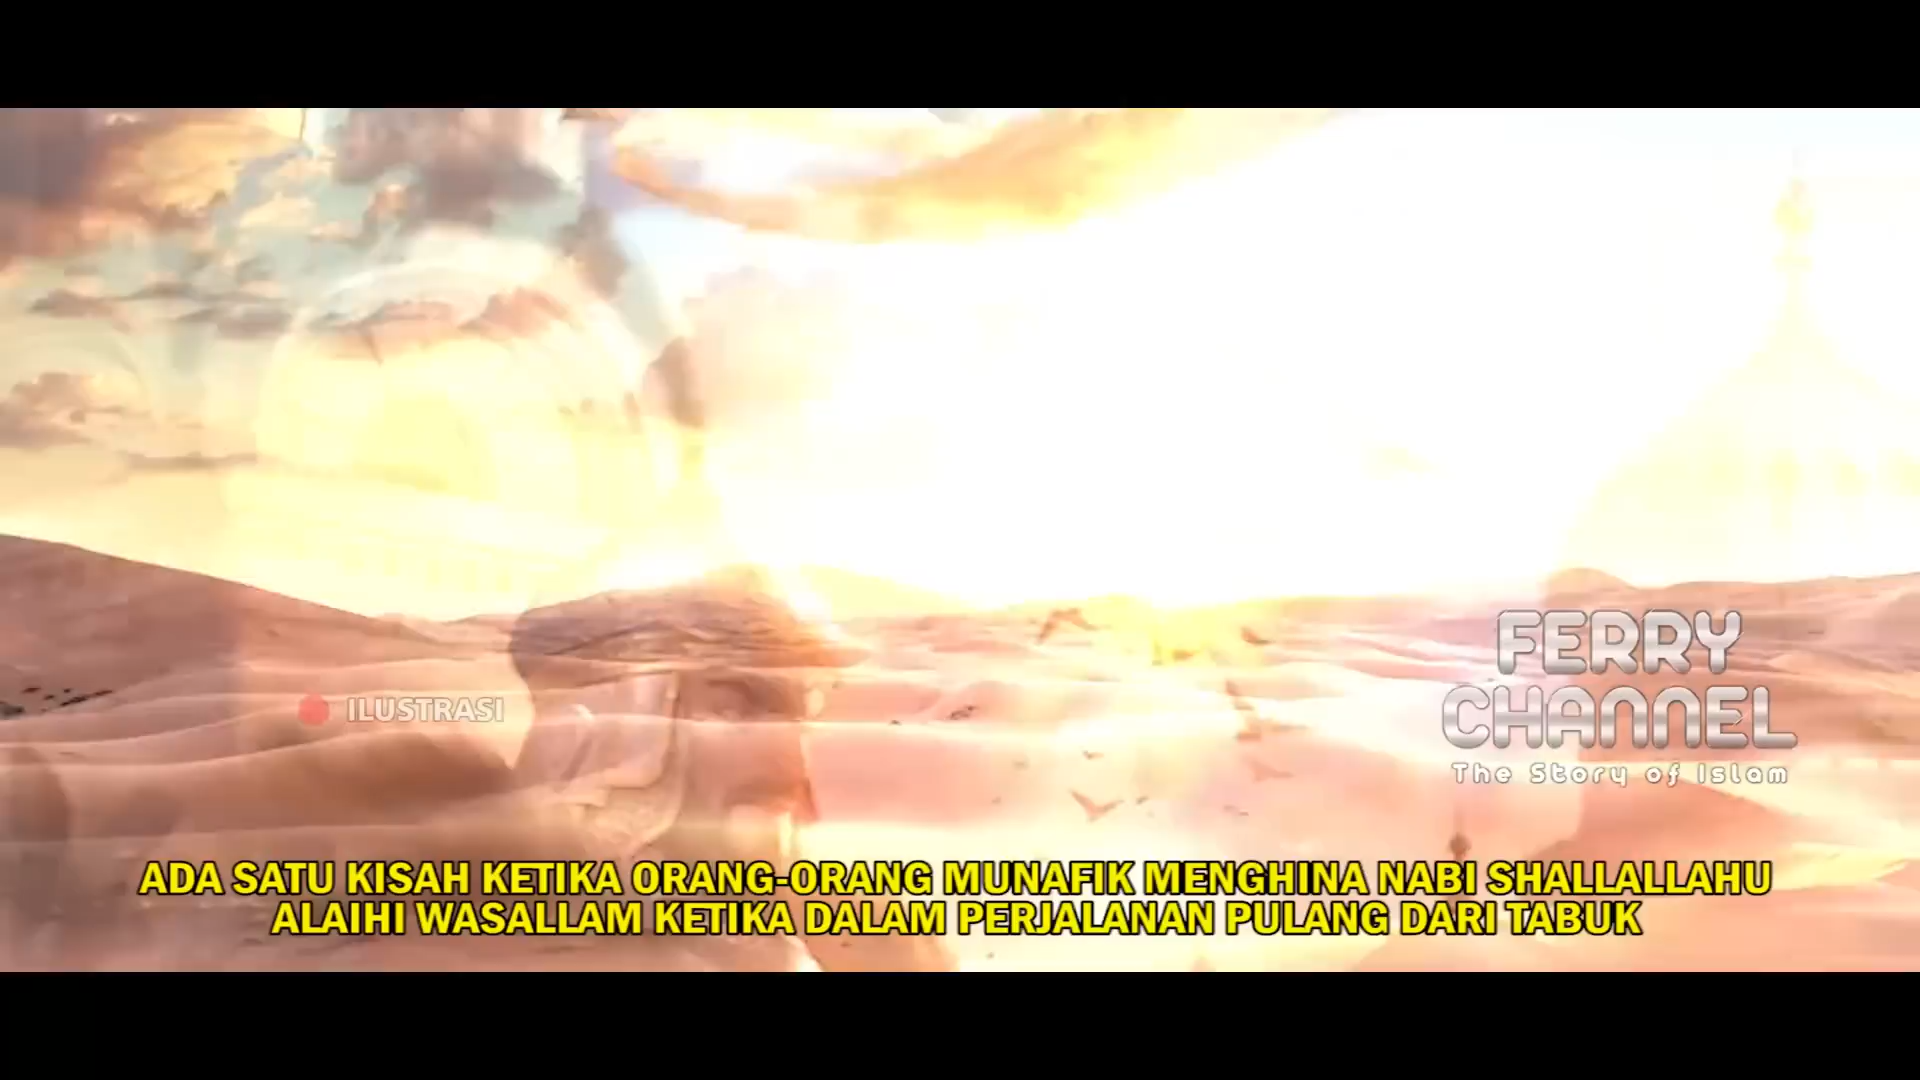 FERRY
CHANNEL
The Story of Islam
ILUSTRASI
ADA SATU KISAH KETIKA ORANG-ORANG MUNAFIK MENGHINA NABI SHALLALLAHU
ALAIHI WASALLAM KETIKA DALAM PERJALANAN PULANG DARI TABUK